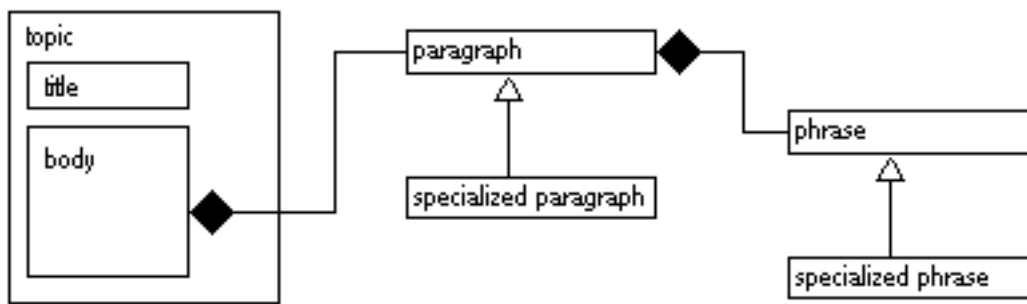 topic
title
body
paragraph
specialized paragraph
phrase
specialized phrase